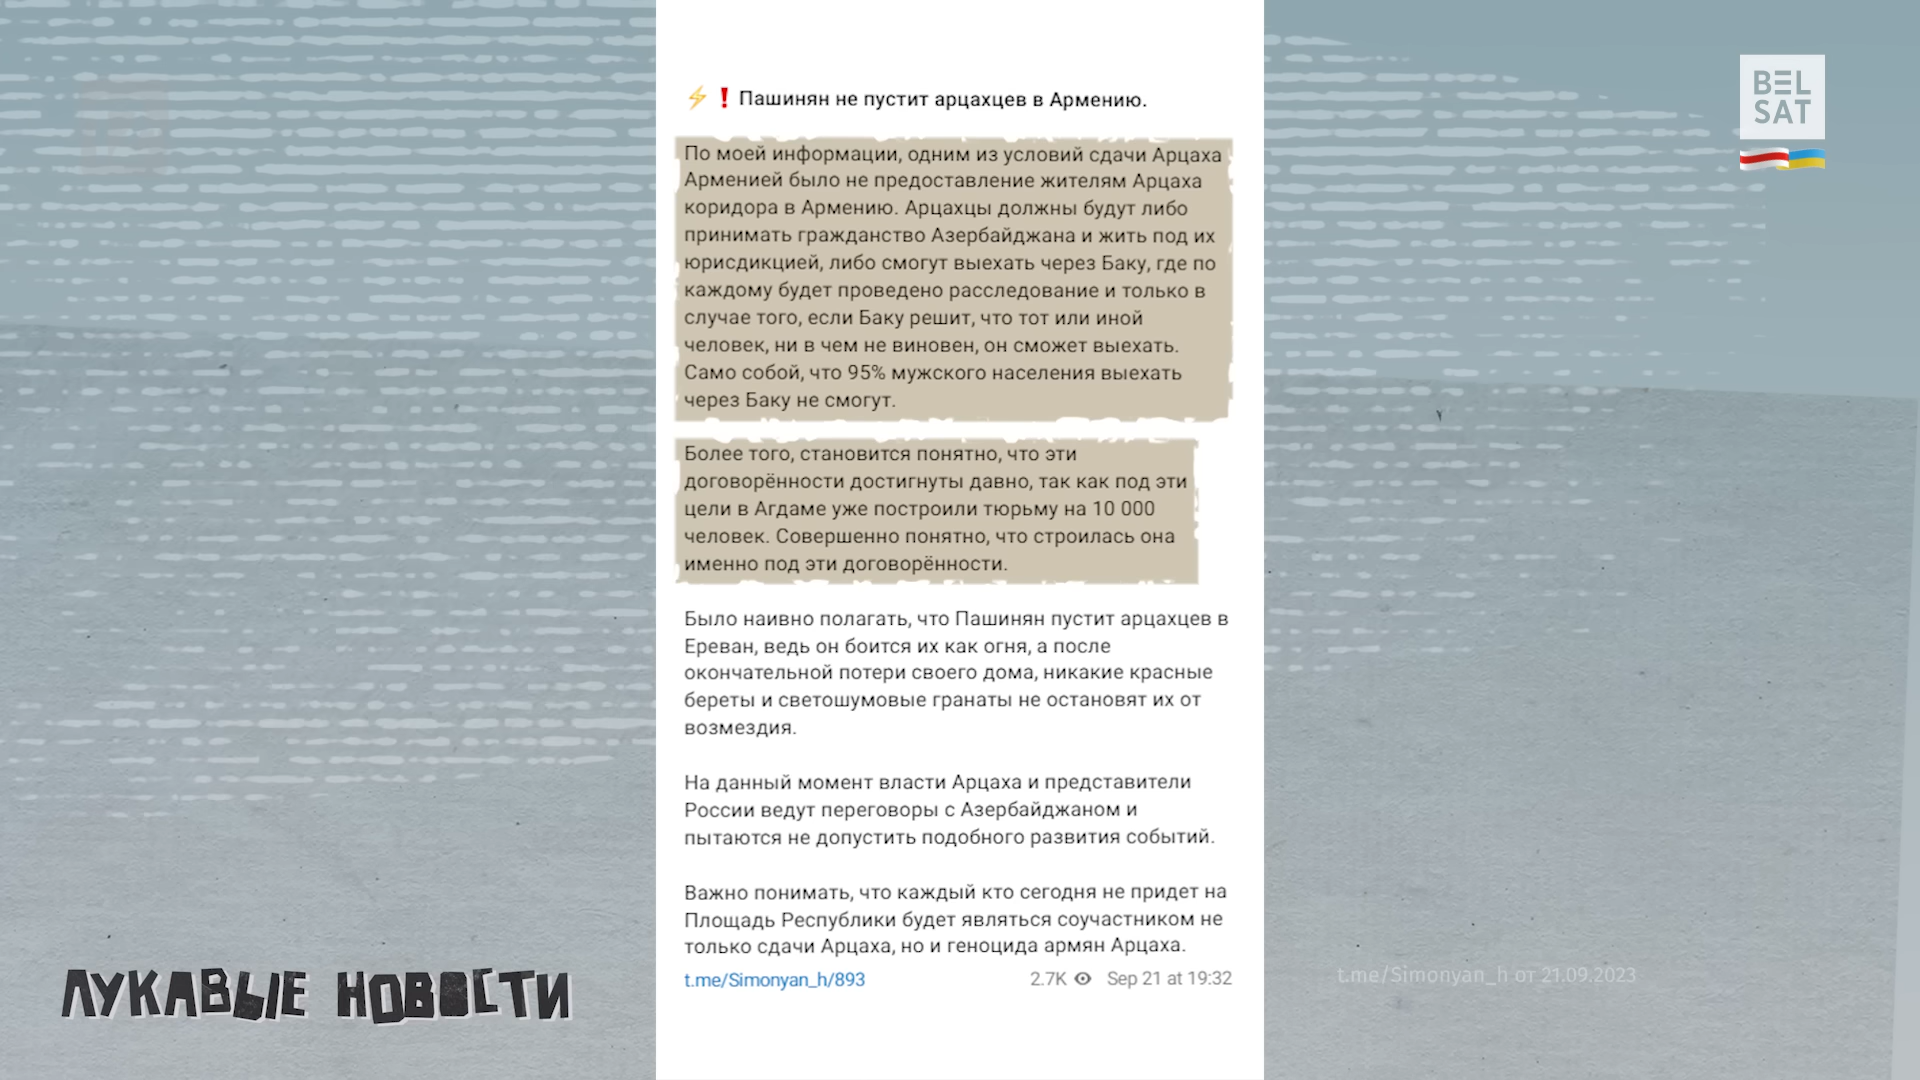 BEL
SAT
⚡❗Пашинян не пустит арцахцев в Армению.
По моей информации, одним из условий сдачи Арцаха
Арменией было не предоставление жителям Арцаха
коридора в Армению. Арцахцы должны будут либо
принимать гражданство Азербайджана и жить под их
юрисдикцией, либо смогут выехать через Баку, где по
каждому будет проведено расследование и только в
случае того, если Баку решит, что тот или иной
человек, ни в чем не виновен, он сможет выехать.
Само собой, что 95% мужского населения выехать
через Баку не смогут.
Более того, становится понятно, что эти
договорённости достигнуты давно, так как под эти
цели в Агдаме уже построили тюрьму на 10 000
человек. Совершенно понятно, что строилась она
именно под эти договорённости.
Было наивно полагать, что Пашинян пустит арцахцев в
Ереван, ведь он боится их как огня, а после
окончательной потери своего дома, никакие красные
береты и светошумовые гранаты не остановят их от
возмездия.
На данный момент власти Арцаха и представители
России ведут переговоры с Азербайджаном и
пытаются не допустить подобного развития событий.
Важно понимать, что каждый кто сегодня не придет на
Площадь Республики будет являться соучастником не
только сдачи Арцаха, но и геноцида армян Арцаха.
t.me/Simonyan_h/893 2.7K Sep 21 at 19:32
t.me/Simonyan_h от 21.09.2023
ЛУКАВЫЕ НОВОСТИ